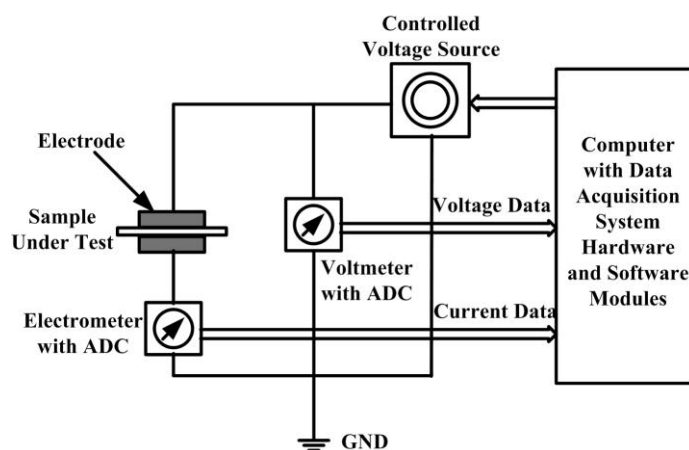 Controlled
Voltage Source
Electrode
Sample
Under Test
Electrometer
with ADC
Voltmeter
with ADC
Voltage Data
Current Data
GND
Computer
with Data
Acquisition
System
Hardware
and Software
Modules